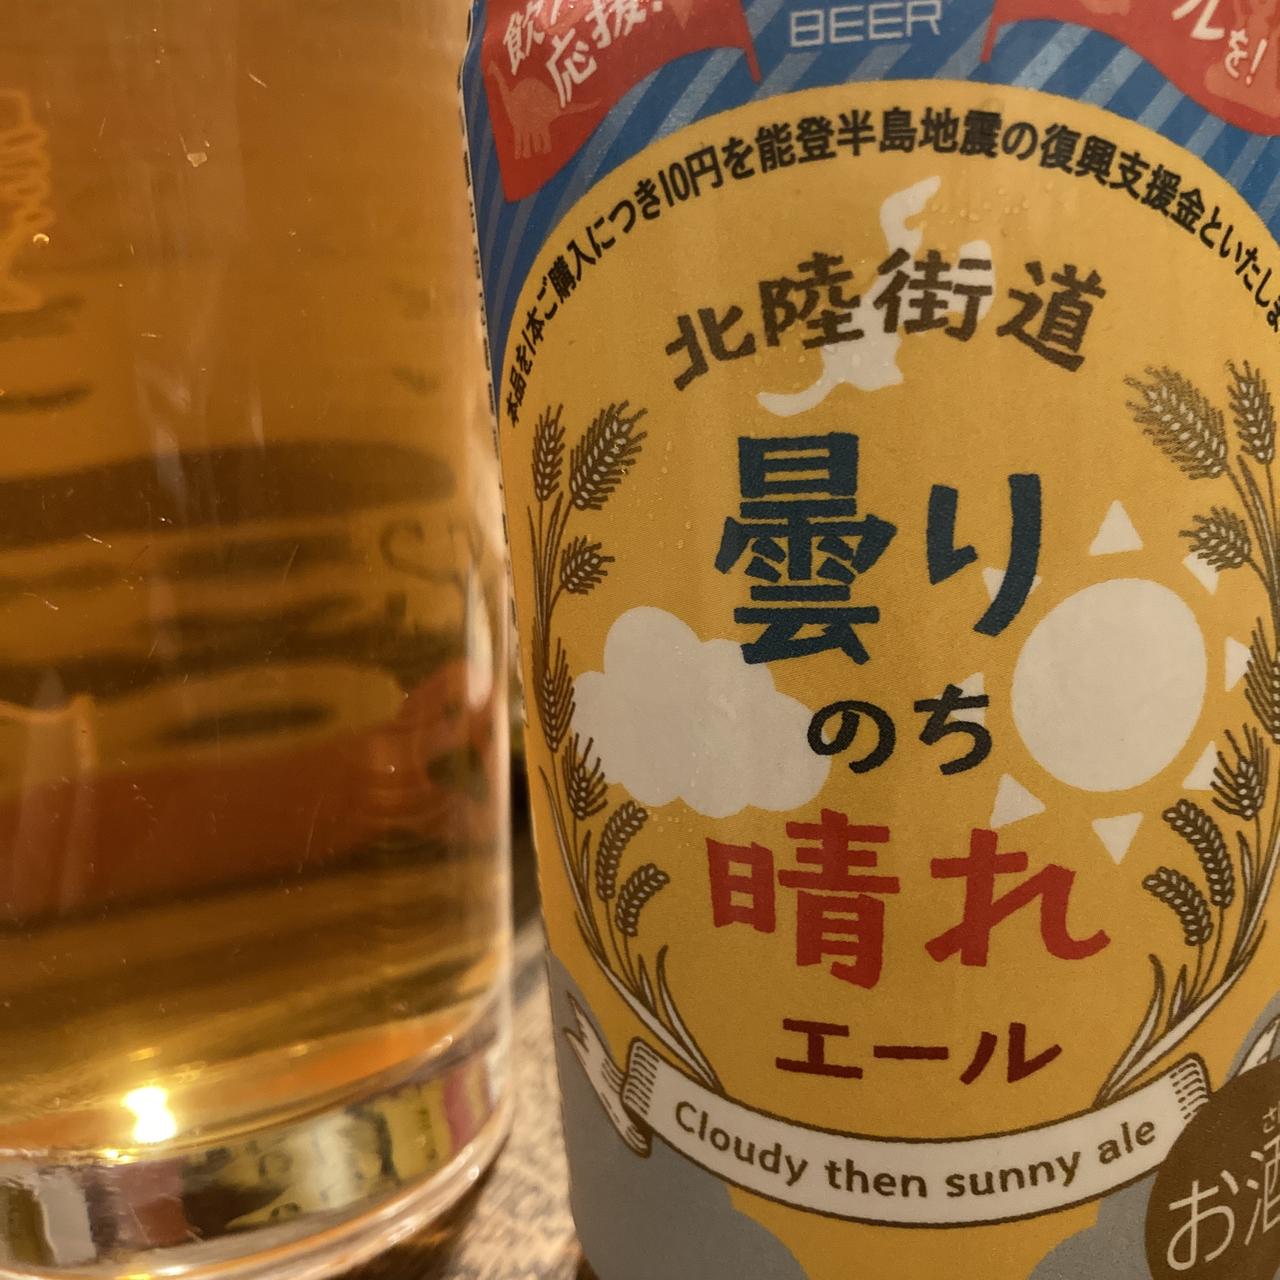 BEER
応援
を!
本品を1本ご購入につき10円を能登半島地震の復興支援金といたしま
北陸街道
曇り
のち
晴れ
エール
Cloudy then sunny ale
お酒